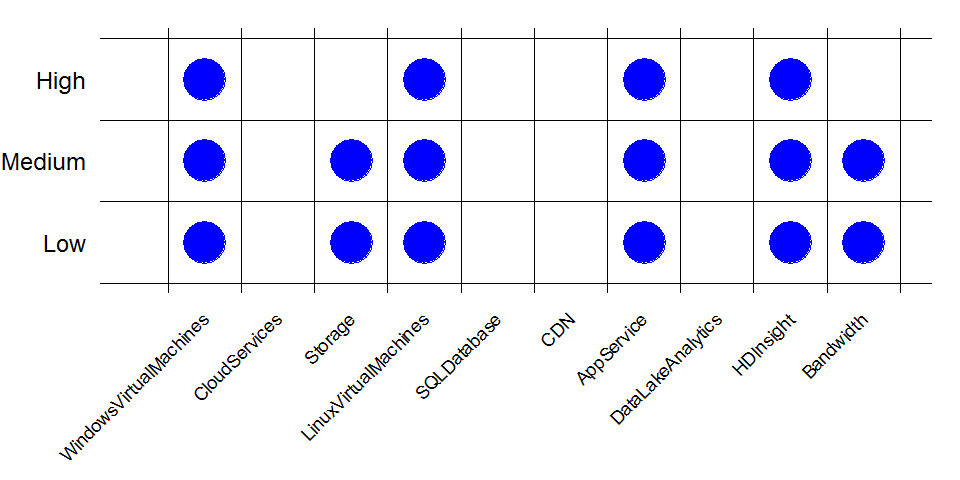 High
Medium
Low
WindowsVirtualMachines
CloudServices
Storage
LinuxVirtualMachines
SQLDatabase
CDN
AppService
DataLakeAnalytics
HDInsight
Bandwidth